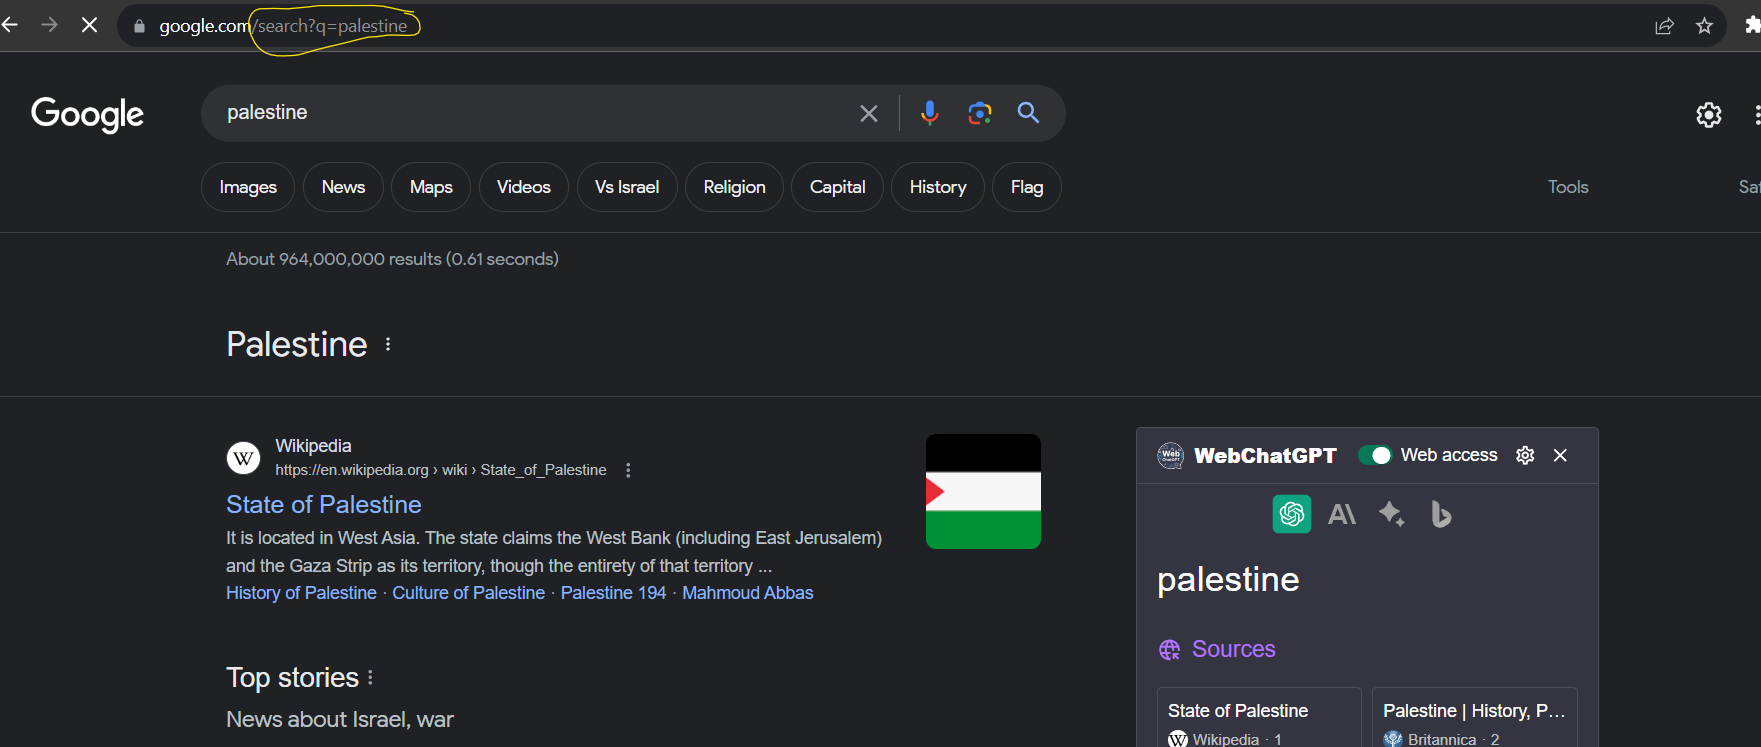 google.com/search?q=palestine
Google
palestine
Images News Maps Videos Vs Israel Religion Capital History Flag
Tools
About 964,000,000 results (0.61 seconds)
Palestine
W
Wikipedia
https://en.wikipedia.org › wiki › State_of_Palestine
State of Palestine
It is located in West Asia. The state claims the West Bank (including East Jerusalem)
and the Gaza Strip as its territory, though the entirety of that territory ...
History of Palestine · Culture of Palestine · Palestine 194 · Mahmoud Abbas
Top stories
News about Israel, war
Web
WebChatGPT Web access
palestine
Sources
State of Palestine
W Wikipedia · 1
Palestine | History, P...
Britannica · 2